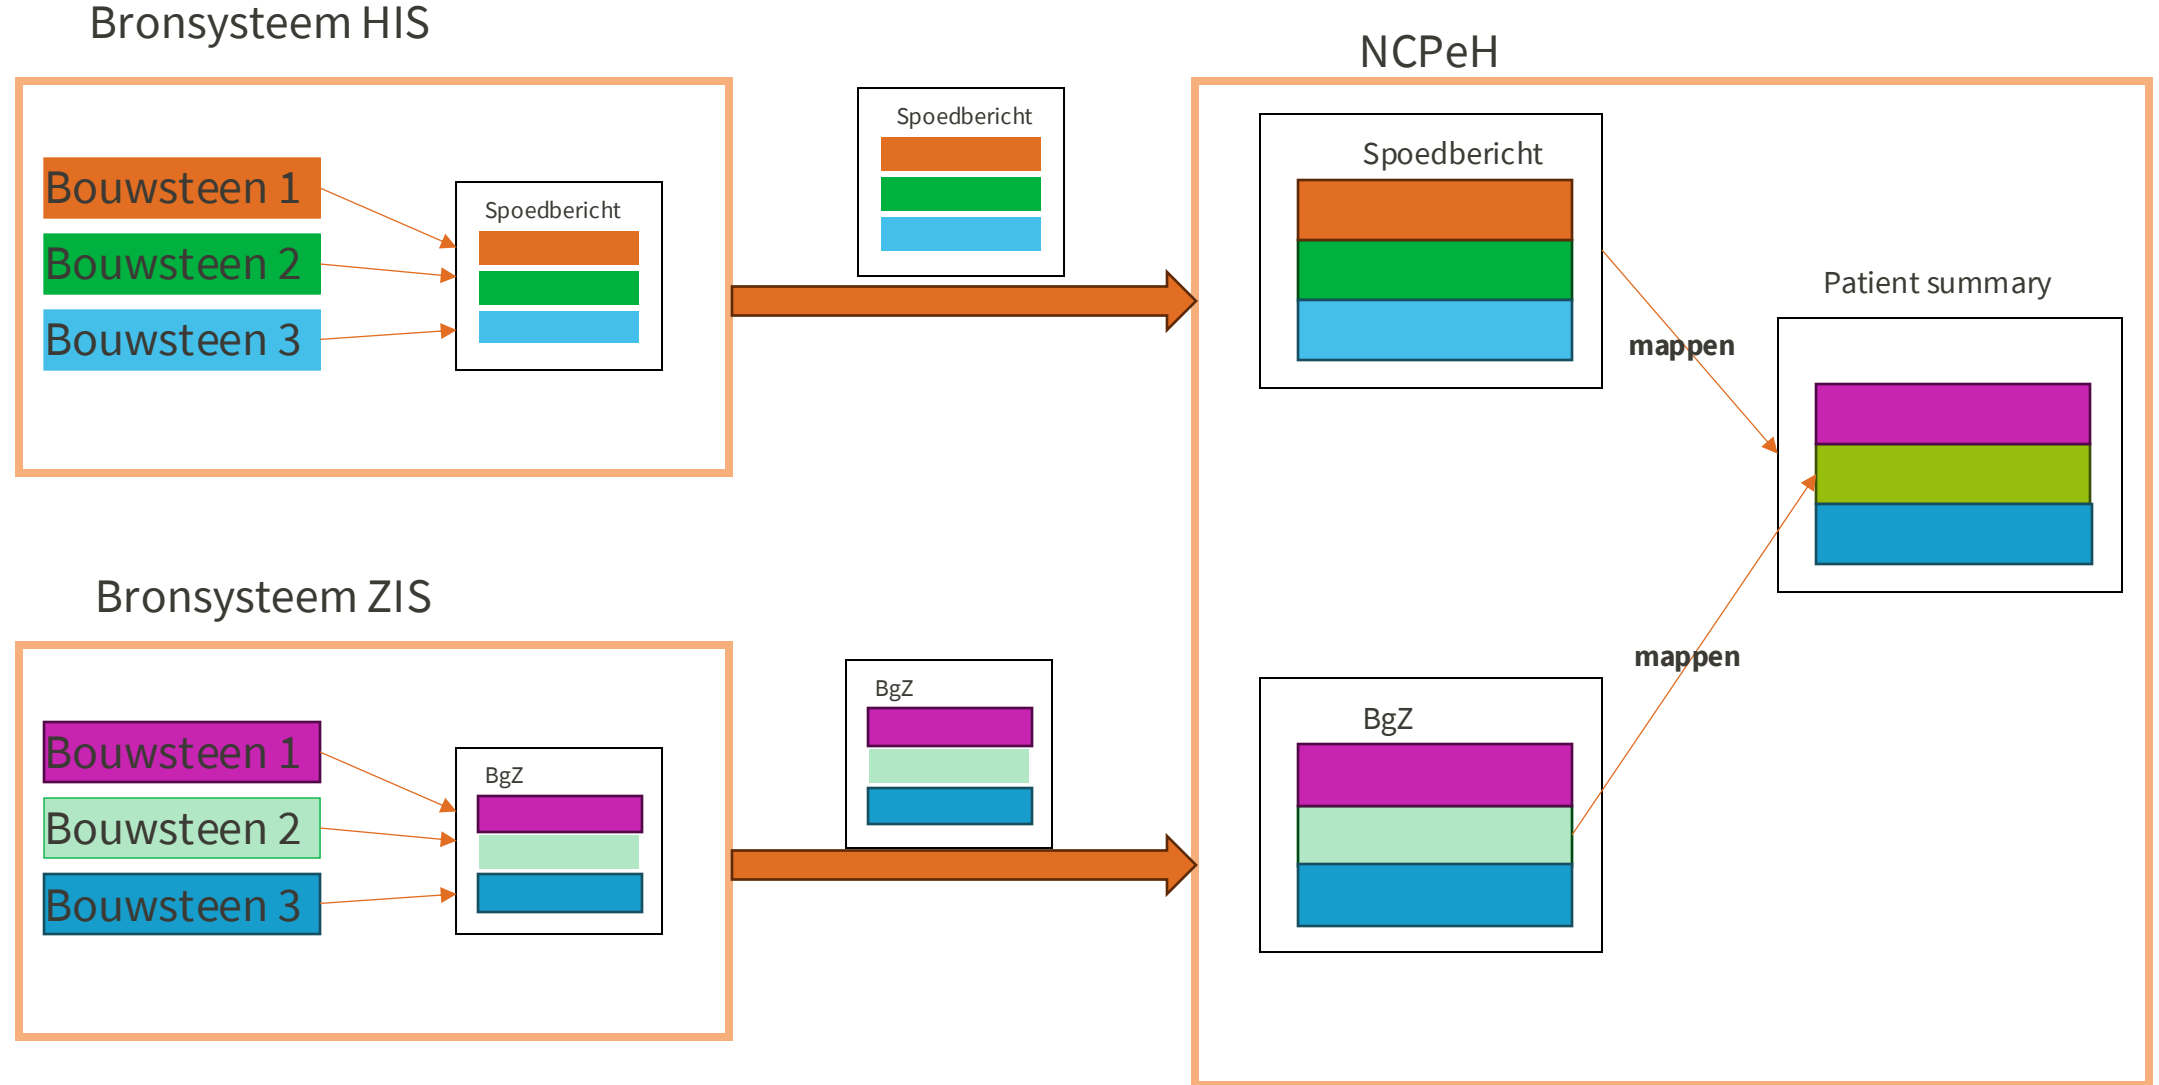 Bronsysteem HIS
Bouwsteen 1
Bouwsteen 2
Bouwsteen 3
Spoedbericht
Spoedbericht
NCPeH
Spoedbericht
mappen
Patient summary
Bronsysteem ZIS
Bouwsteen 1
Bouwsteen 2
Bouwsteen 3
BgZ
BgZ
BgZ
mappen